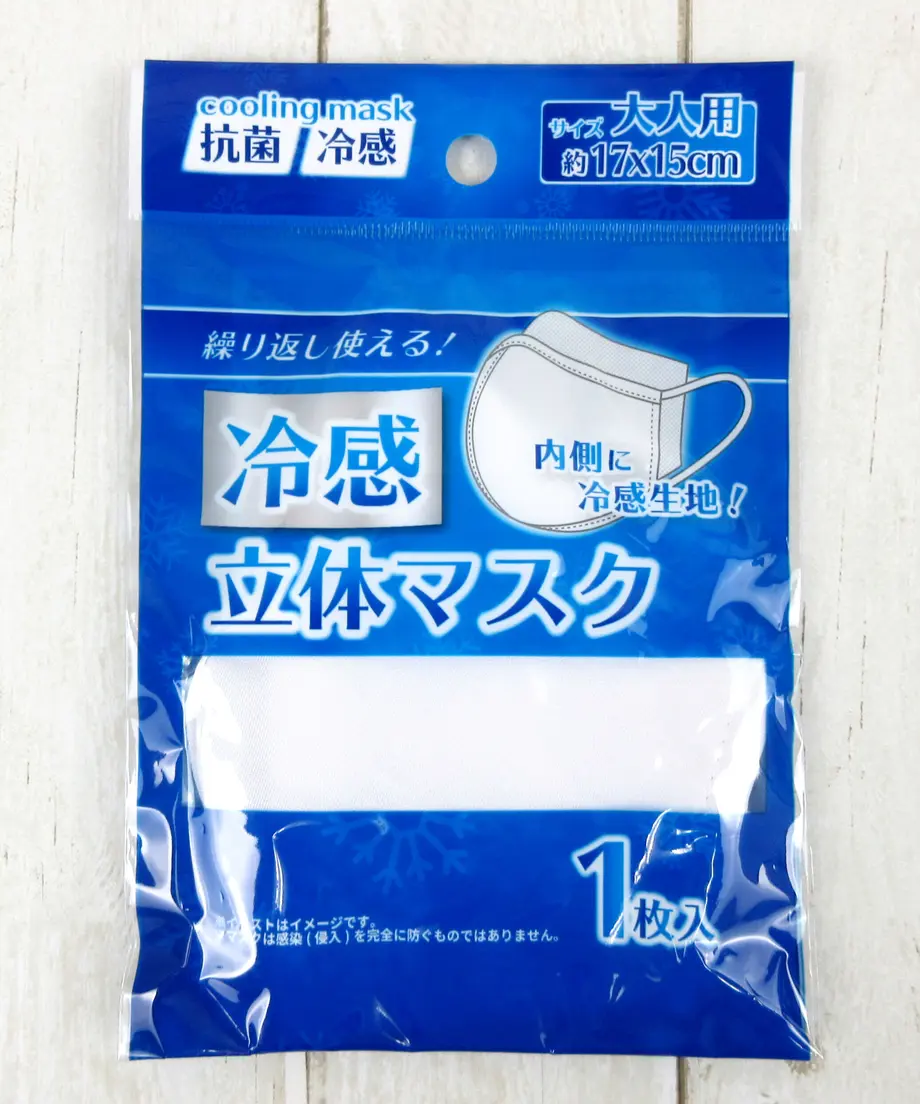 cooling mask
抗菌 冷感
サイズ 大人用
約17x15cm
繰り返し使える!
冷感
内側に
冷感生地!
立体マスク
1枚入
ストはイメージです。
マスクは感染(侵入)を完全に防ぐものではありません。